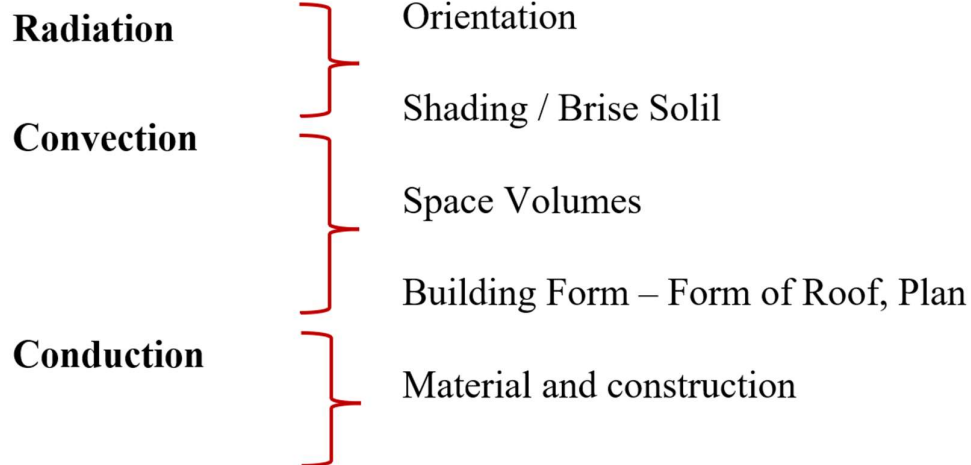 Radiation
Orientation
Shading / Brise Solil
Convection
Space Volumes
Building Form – Form of Roof, Plan
Conduction
Material and construction